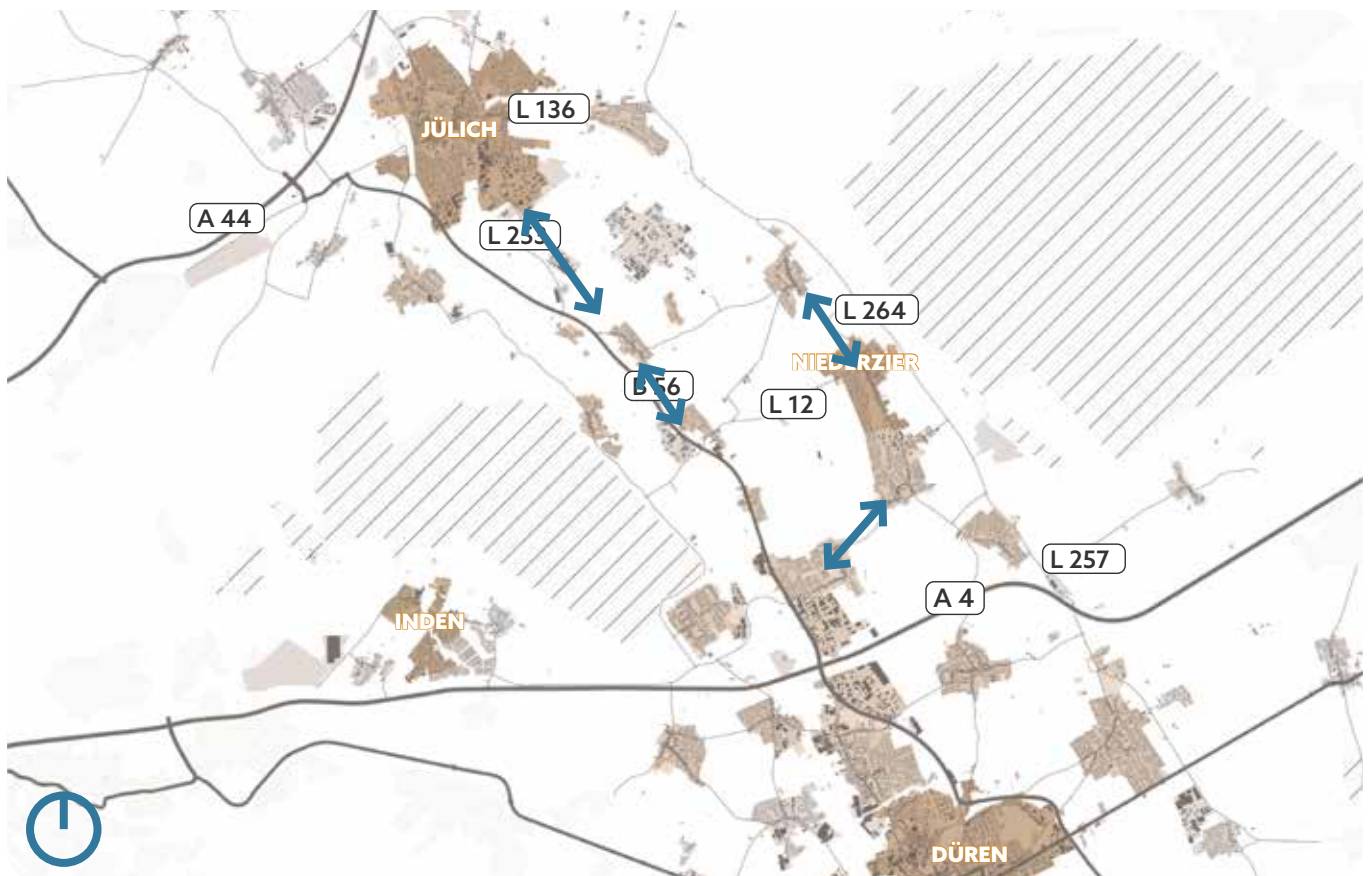 L 136
JÜLICH
A 44
L 253
L 264
NIEDERZIER
B 56
L 12
L 257
A 4
INDEN
DÜREN